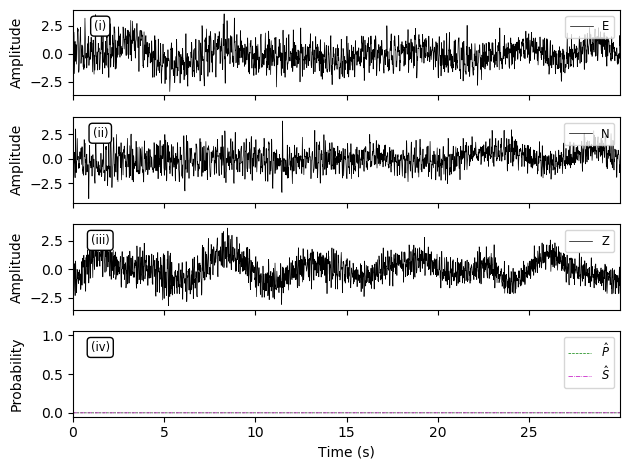 Amplitude
2.5
0.0
−2.5
(i)
E
Amplitude
2.5
0.0
−2.5
(ii)
N
Amplitude
2.5
0.0
−2.5
(iii)
Z
Probability
1.0
0.5
0.0
(iv)
P̂
Ŝ
0 5 10 15 20 25
Time (s)